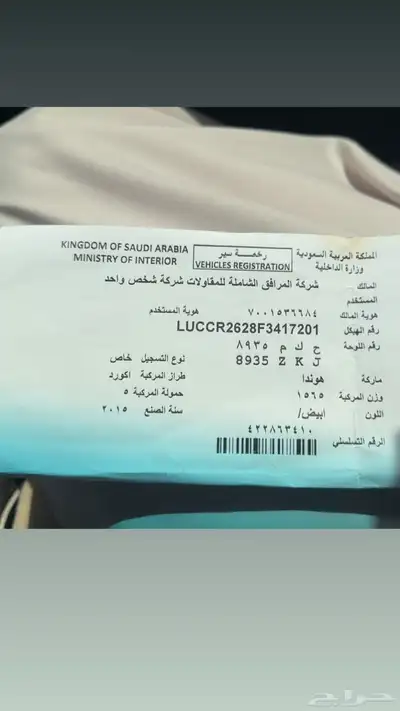 KINGDOM OF SAUDI ARABIA
MINISTRY OF INTERIOR
رخصة سير
VEHICLES REGISTRATION
المملكة العربية السعودية
وزارة الداخلية
المالك شركة المرافق الشاملة للمقاولات شركة شخص واحد
المستخدم
هوية المالك ٧٠٠١٥٣٦٦٨٤ هوية المستخدم
رقم الهيكل LUCCR2628F3417201
رقم اللوحة ح ك م ٨٩٣٥
8935 Z K J نوع التسجيل خاص
ماركة هوندا طراز المركبة اكورد
وزن المركبة ١٥٦٥ حمولة المركبة ٥
اللون ابيض/ سنة الصنع ٢٠١٥
الرقم التسلسلي ٤٢٢٨٦٣٤١٠
حراج